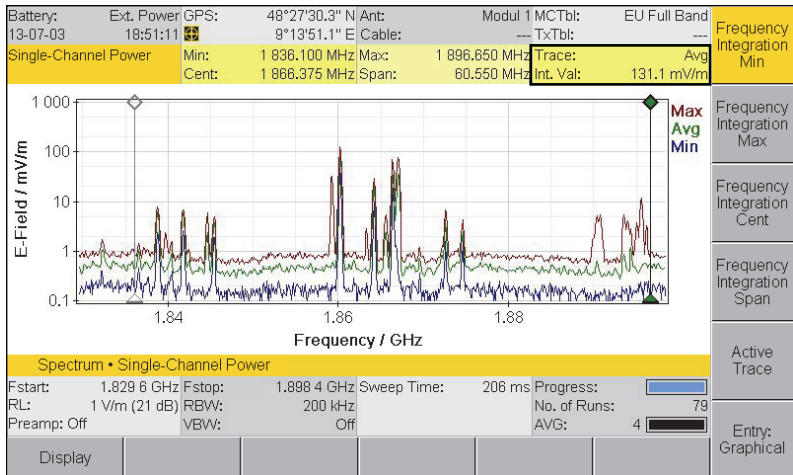 Battery: Ext. Power GPS: 48°27'30.3" N Ant: Modul 1 MCTbl: EU Full Band
13-07-03 18:51:11 9°13'51.1" E Cable: --- TxTbl: ---
Single-Channel Power Min: 1 836.100 MHz Max: 1 896.650 MHz Trace: Avg
Cent: 1 866.375 MHz Span: 60.550 MHz Int. Val: 131.1 mV/m
Frequency
Integration
Min
Frequency
Integration
Max
Frequency
Integration
Cent
Frequency
Integration
Span
Active
Trace
Entry:
Graphical
E-Field / mV/m
1 000
100
10
1
0.1
Max
Avg
Min
1.84 1.86 1.88
Frequency / GHz
Spectrum • Single-Channel Power
Fstart: 1.829 6 GHz Fstop: 1.898 4 GHz Sweep Time: 206 ms Progress:
RL: 1 V/m (21 dB) RBW: 200 kHz No. of Runs: 79
Preamp: Off VBW: Off AVG: 4
Display